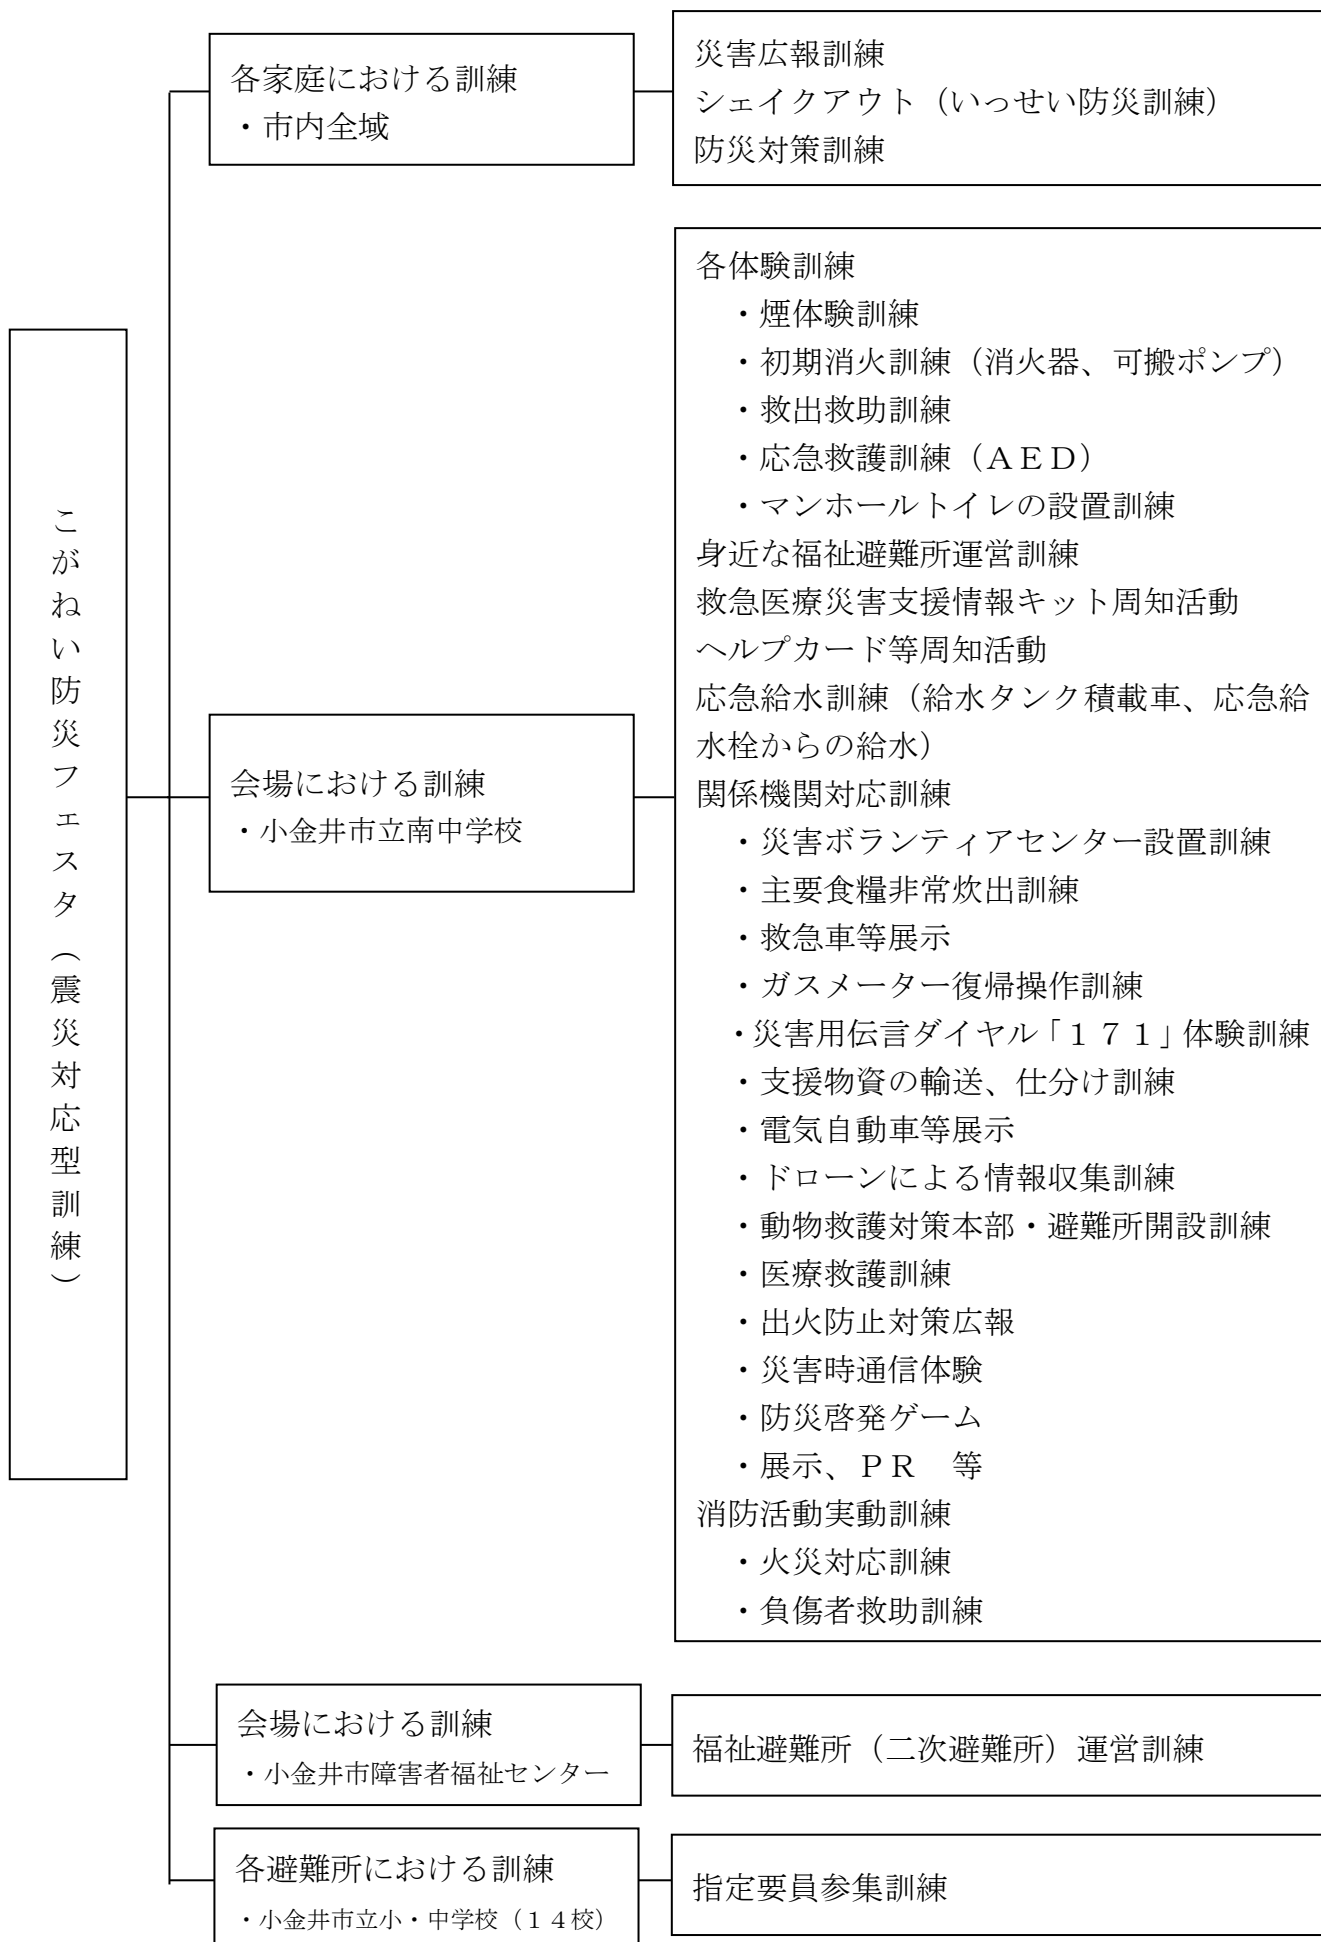 こがねい防災フェスタ（震災対応型訓練）
各家庭における訓練
・市内全域
災害広報訓練
シェイクアウト（いっせい防災訓練）
防災対策訓練
会場における訓練
・小金井市立南中学校
各体験訓練
・煙体験訓練
・初期消火訓練（消火器、可搬ポンプ）
・救出救助訓練
・応急救護訓練（ＡＥＤ）
・マンホールトイレの設置訓練
身近な福祉避難所運営訓練
救急医療災害支援情報キット周知活動
ヘルプカード等周知活動
応急給水訓練（給水タンク積載車、応急給
水栓からの給水）
関係機関対応訓練
・災害ボランティアセンター設置訓練
・主要食糧非常炊出訓練
・救急車等展示
・ガスメーター復帰操作訓練
・災害用伝言ダイヤル「１７１」体験訓練
・支援物資の輸送、仕分け訓練
・電気自動車等展示
・ドローンによる情報収集訓練
・動物救護対策本部・避難所開設訓練
・医療救護訓練
・出火防止対策広報
・災害時通信体験
・防災啓発ゲーム
・展示、ＰＲ　等
消防活動実動訓練
・火災対応訓練
・負傷者救助訓練
会場における訓練
・小金井市障害者福祉センター
福祉避難所（二次避難所）運営訓練
各避難所における訓練
・小金井市立小・中学校（１４校）
指定要員参集訓練